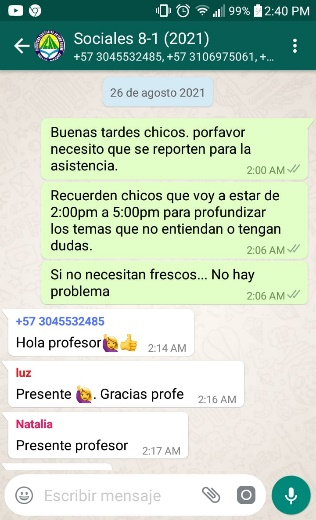 99% 2:40 PM
Sociales 8-1 (2021)
+57 3045532485, +57 3106975061, +...
26 de agosto 2021
Buenas tardes chicos. porfavor
necesito que se reporten para la
asistencia.
2:00 AM
Recuerden chicos que voy a estar de
2:00pm a 5:00pm para profundizar
los temas que no entiendan o tengan
dudas.
2:06 AM
Si no necesitan frescos... No hay
problema
2:06 AM
+57 3045532485
Hola profesor🙋👍 2:14 AM
luz
Presente 🙋. Gracias profe 2:16 AM
Natalia
Presente profesor 2:17 AM
Escribir mensaje